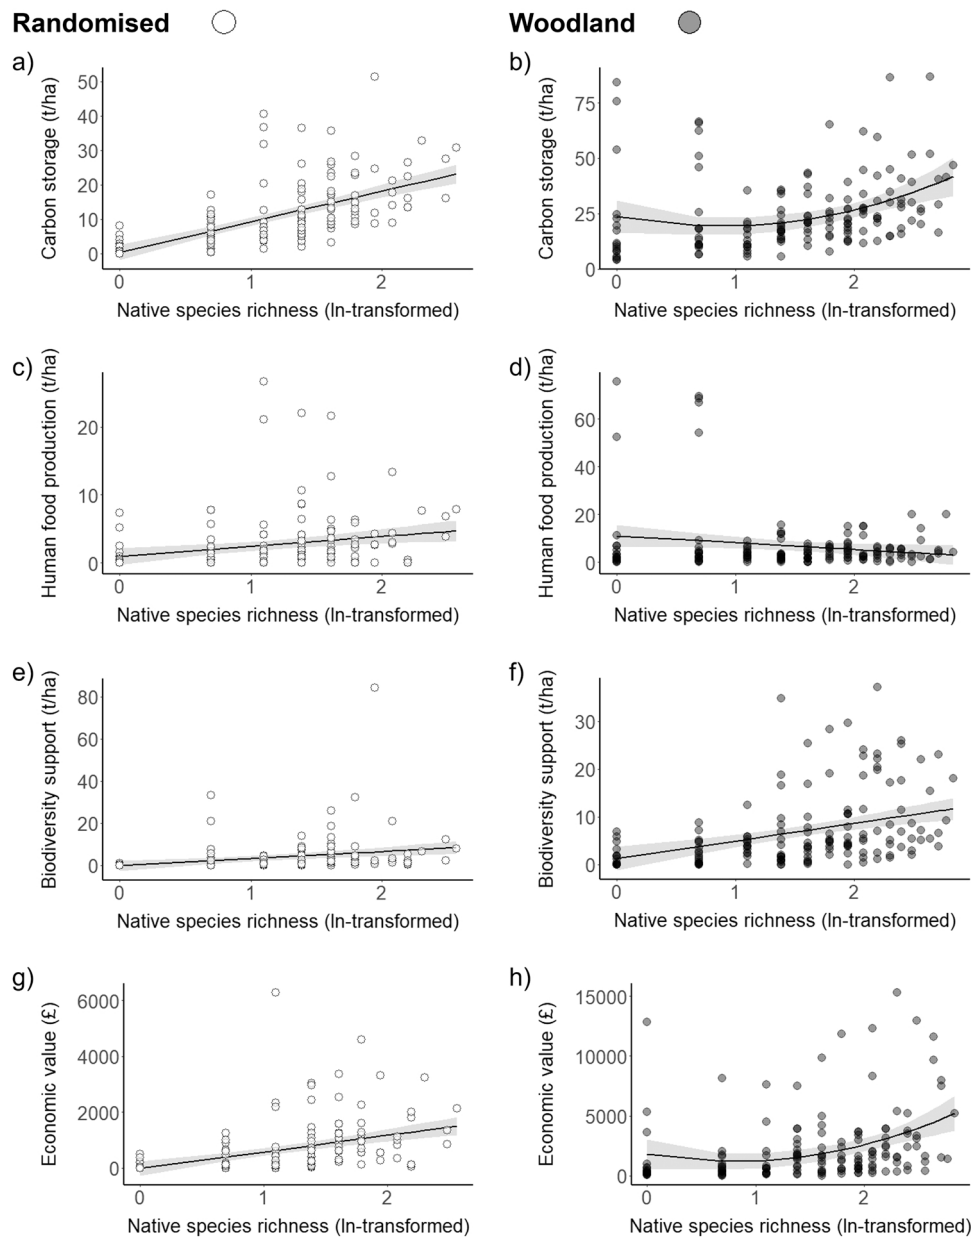 Randomised
Woodland
a)
Carbon storage (t/ha)
50
40
30
20
10
0
0 1 2
Native species richness (ln-transformed)
b)
Carbon storage (t/ha)
75
50
25
0
0 1 2
Native species richness (ln-transformed)
c)
Human food production (t/ha)
20
10
0
0 1 2
Native species richness (ln-transformed)
d)
Human food production (t/ha)
60
40
20
0
0 1 2
Native species richness (ln-transformed)
e)
Biodiversity support (t/ha)
80
60
40
20
0
0 1 2
Native species richness (ln-transformed)
f)
Biodiversity support (t/ha)
30
20
10
0
0 1 2
Native species richness (ln-transformed)
g)
Economic value (£)
6000
4000
2000
0
0 1 2
Native species richness (ln-transformed)
h)
Economic value (£)
15000
10000
5000
0
0 1 2
Native species richness (ln-transformed)